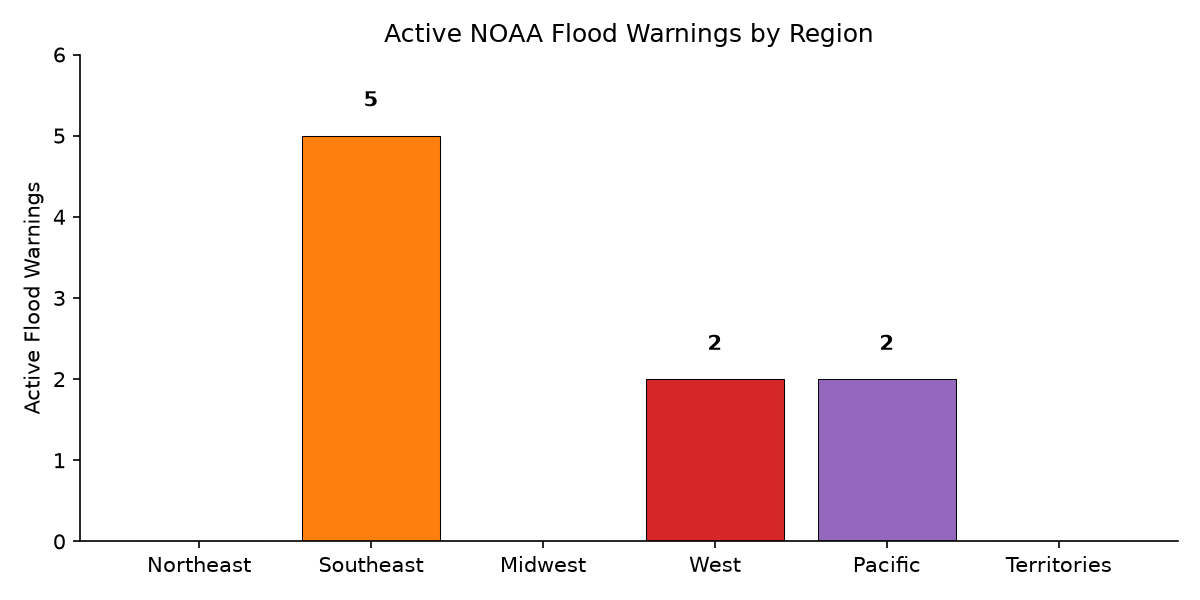 Active NOAA Flood Warnings by Region
Active Flood Warnings
6
5
4
3
2
1
0
5
2
2
Northeast
Southeast
Midwest
West
Pacific
Territories